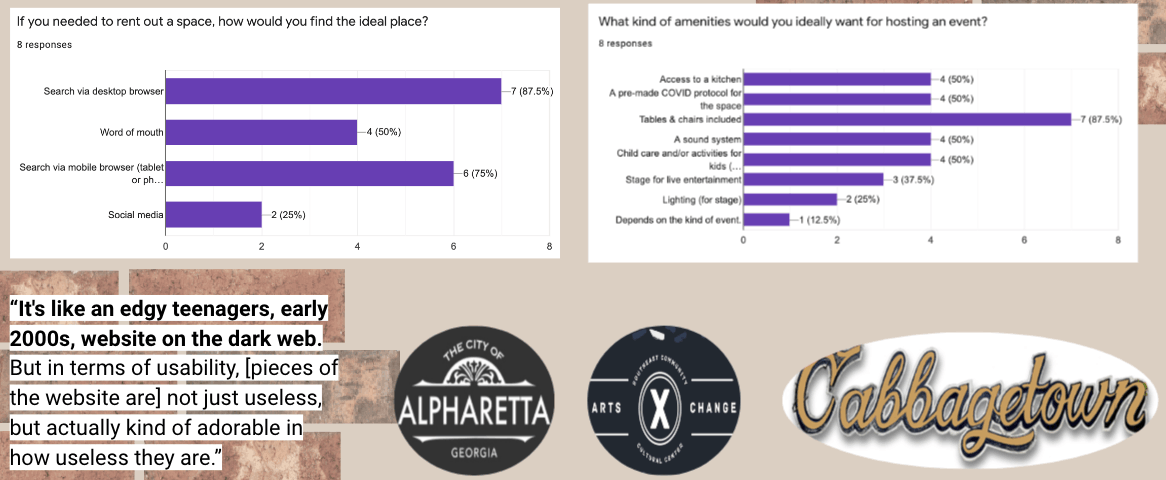 If you needed to rent out a space, how would you find the ideal place?
8 responses
Search via desktop browser
7 (87.5%)
Word of mouth
4 (50%)
Search via mobile browser (tablet
or ph…
6 (75%)
Social media
2 (25%)
0 2 4 6 8
What kind of amenities would you ideally want for hosting an event?
8 responses
Access to a kitchen
4 (50%)
A pre-made COVID protocol for
the space
4 (50%)
Tables & chairs included
7 (87.5%)
A sound system
4 (50%)
Child care and/or activities for
kids (…
4 (50%)
Stage for live entertainment
3 (37.5%)
Lighting (for stage)
2 (25%)
Depends on the kind of event.
1 (12.5%)
0 2 4 6 8
“It's like an edgy teenagers, early
2000s, website on the dark web.
But in terms of usability, [pieces of
the website are] not just useless,
but actually kind of adorable in
how useless they are.”
THE CITY OF
ALPHARETTA
GEORGIA
SOUTHEAST COMMUNITY
ARTS X CHANGE
CULTURAL CENTER
Cabbagetown